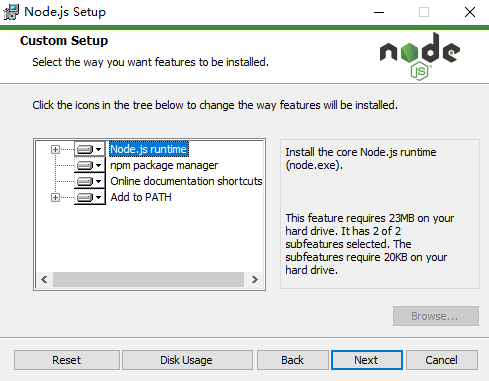 Node.js Setup
Custom Setup
Select the way you want features to be installed.
node
JS
Click the icons in the tree below to change the way features will be installed.
Node.js runtime
npm package manager
Online documentation shortcuts
Add to PATH
Install the core Node.js runtime
(node.exe).
This feature requires 23MB on your
hard drive. It has 2 of 2
subfeatures selected. The
subfeatures require 20KB on your
hard drive.
Browse...
Reset
Disk Usage
Back
Next
Cancel